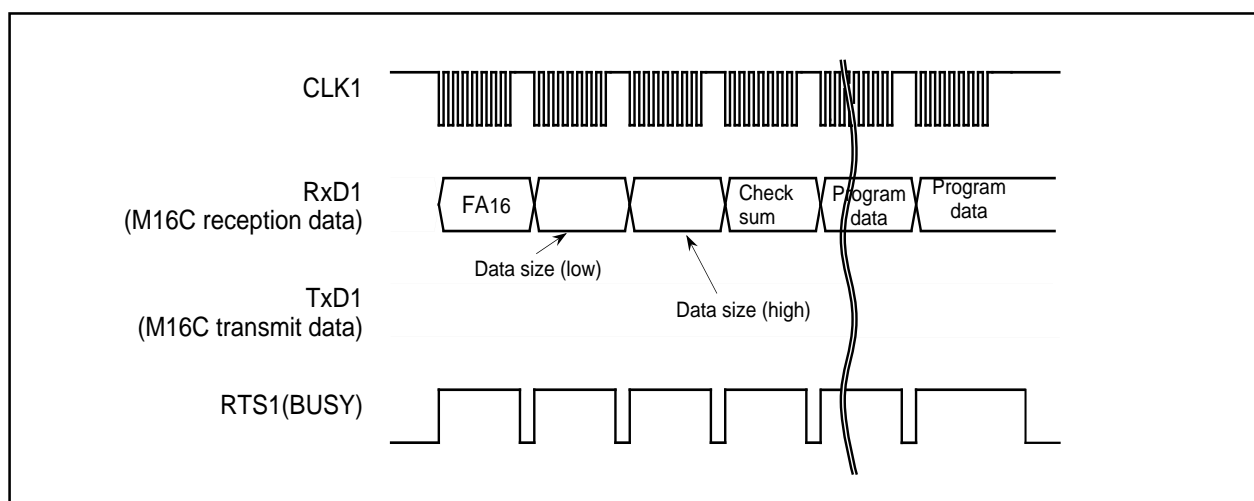 CLK1
RxD1
(M16C reception data)
FA16
Check
sum
Program
data
Program
data
Data size (low)
Data size (high)
TxD1
(M16C transmit data)
RTS1(BUSY)